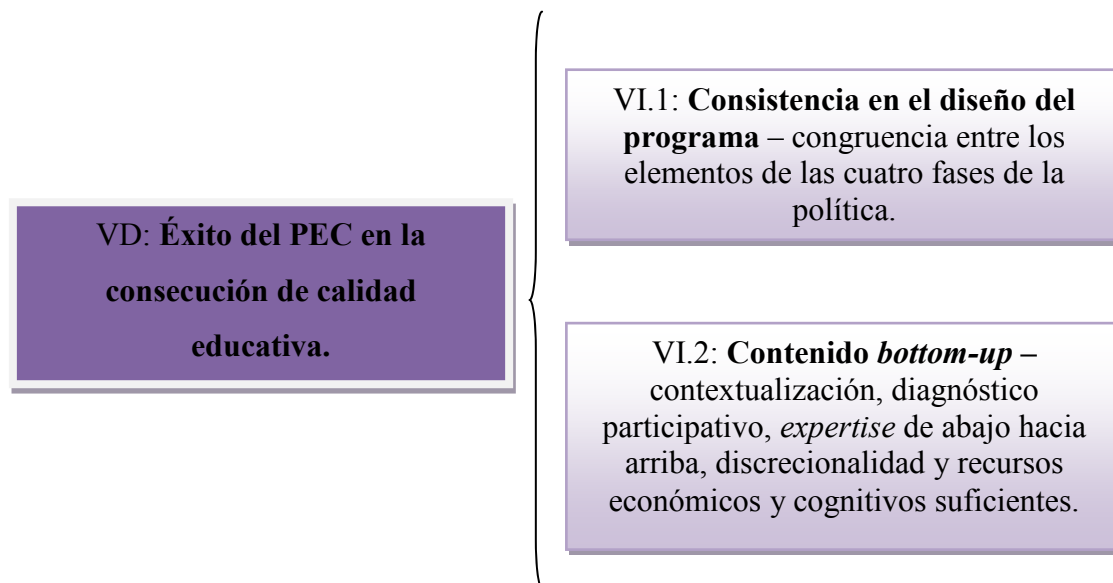 VD: Éxito del PEC en la
consecución de calidad
educativa.
VI.1: Consistencia en el diseño del
programa – congruencia entre los
elementos de las cuatro fases de la
política.
VI.2: Contenido bottom-up –
contextualización, diagnóstico
participativo, expertise de abajo hacia
arriba, discrecionalidad y recursos
económicos y cognitivos suficientes.